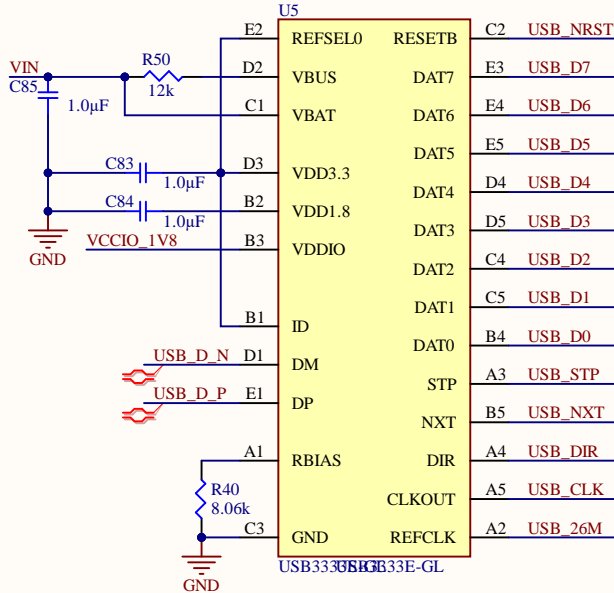 U5
E2 REFSEL0 RESETB C2 USB_NRST
VIN R50 12k D2 VBUS DAT7 E3 USB_D7
C85 1.0µF C1 VBAT DAT6 E4 USB_D6
DAT5 E5 USB_D5
C83 1.0µF D3 VDD3.3
DAT4 D4 USB_D4
C84 1.0µF B2 VDD1.8
DAT3 D5 USB_D3
VCCIO_1V8 B3 VDDIO
GND
DAT2 C4 USB_D2
DAT1 C5 USB_D1
B1 ID
DAT0 B4 USB_D0
USB_D_N D1 DM
STP A3 USB_STP
USB_D_P E1 DP
NXT B5 USB_NXT
A1 RBIAS DIR A4 USB_DIR
R40 8.06k
CLKOUT A5 USB_CLK
C3 GND REFCLK A2 USB_26M
GND